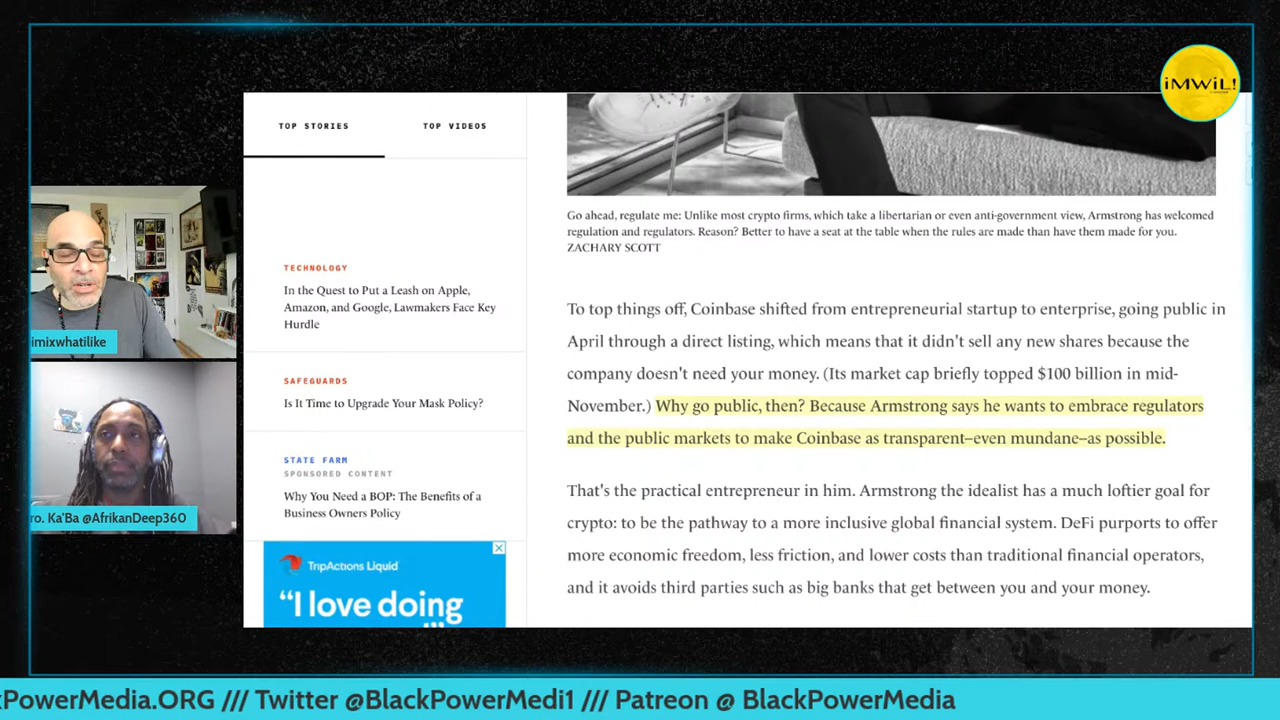 iMWiL!
TOP STORIES
TOP VIDEOS
TECHNOLOGY
In the Quest to Put a Leash on Apple,
Amazon, and Google, Lawmakers Face Key
Hurdle
SAFEGUARDS
Is It Time to Upgrade Your Mask Policy?
STATE FARM
SPONSORED CONTENT
Why You Need a BOP: The Benefits of a
Business Owners Policy
TripActions Liquid
“I love doing
Go ahead, regulate me: Unlike most crypto firms, which take a libertarian or even anti-government view, Armstrong has welcomed
regulation and regulators. Reason? Better to have a seat at the table when the rules are made than have them made for you.
ZACHARY SCOTT
To top things off, Coinbase shifted from entrepreneurial startup to enterprise, going public in
April through a direct listing, which means that it didn't sell any new shares because the
company doesn't need your money. (Its market cap briefly topped $100 billion in mid-
November.) Why go public, then? Because Armstrong says he wants to embrace regulators
and the public markets to make Coinbase as transparent–even mundane–as possible.
That's the practical entrepreneur in him. Armstrong the idealist has a much loftier goal for
crypto: to be the pathway to a more inclusive global financial system. DeFi purports to offer
more economic freedom, less friction, and lower costs than traditional financial operators,
and it avoids third parties such as big banks that get between you and your money.
imixwhatilike
ro. Ka'Ba @AfrikanDeep360
xPowerMedia.ORG /// Twitter @BlackPowerMedi1 /// Patreon @ BlackPowerMedia